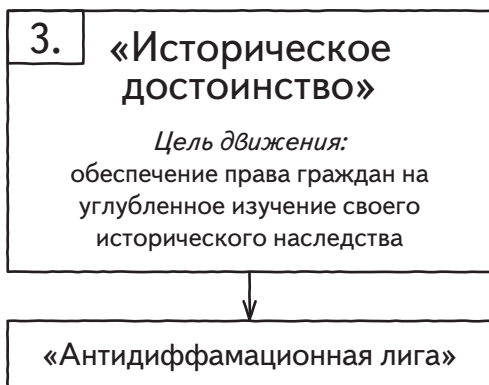 3.
«Историческое
достоинство»
Цель движения:
обеспечение права граждан на
углубленное изучение своего
исторического наследства
«Антидиффамационная лига»